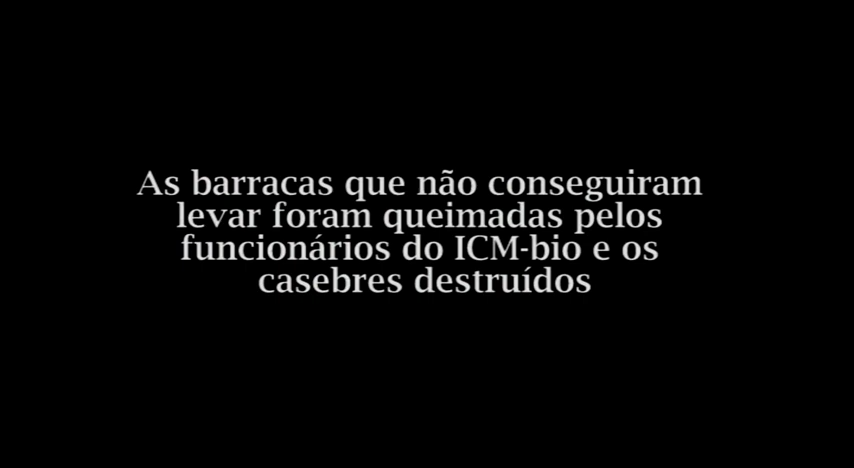 As barracas que não conseguiram
levar foram queimadas pelos
funcionários do ICM-bio e os
casebres destruídos